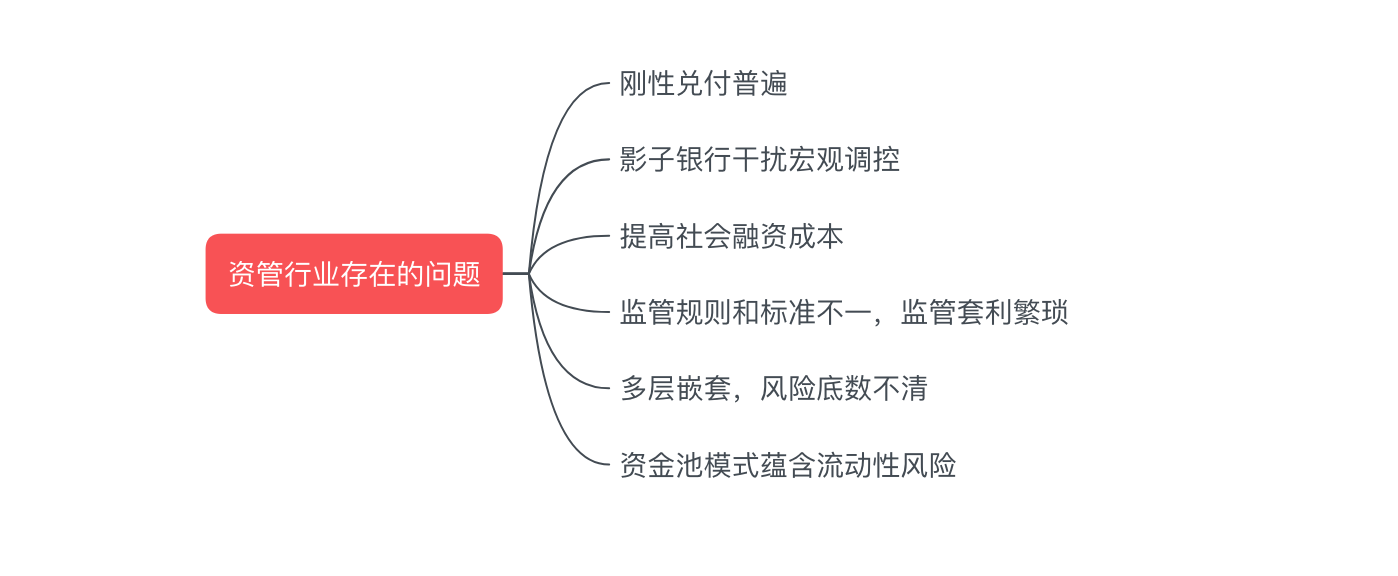 刚性兑付普遍
影子银行干扰宏观调控
提高社会融资成本
资管行业存在的问题
监管规则和标准不一，监管套利繁琐
多层嵌套，风险底数不清
资金池模式蕴含流动性风险